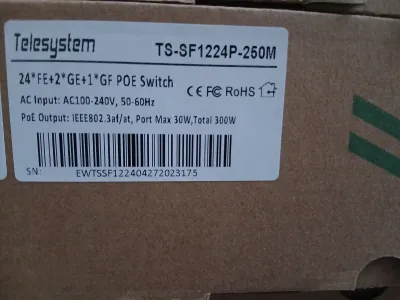 Telesystem
TS-SF1224P-250M
24*FE+2*GE+1*GF POE Switch
CE FC RoHS
AC Input: AC100-240V, 50-60Hz
PoE Output: IEEE802.3af/at, Port Max 30W,Total 300W
SN:
EWTSSF122404272023175